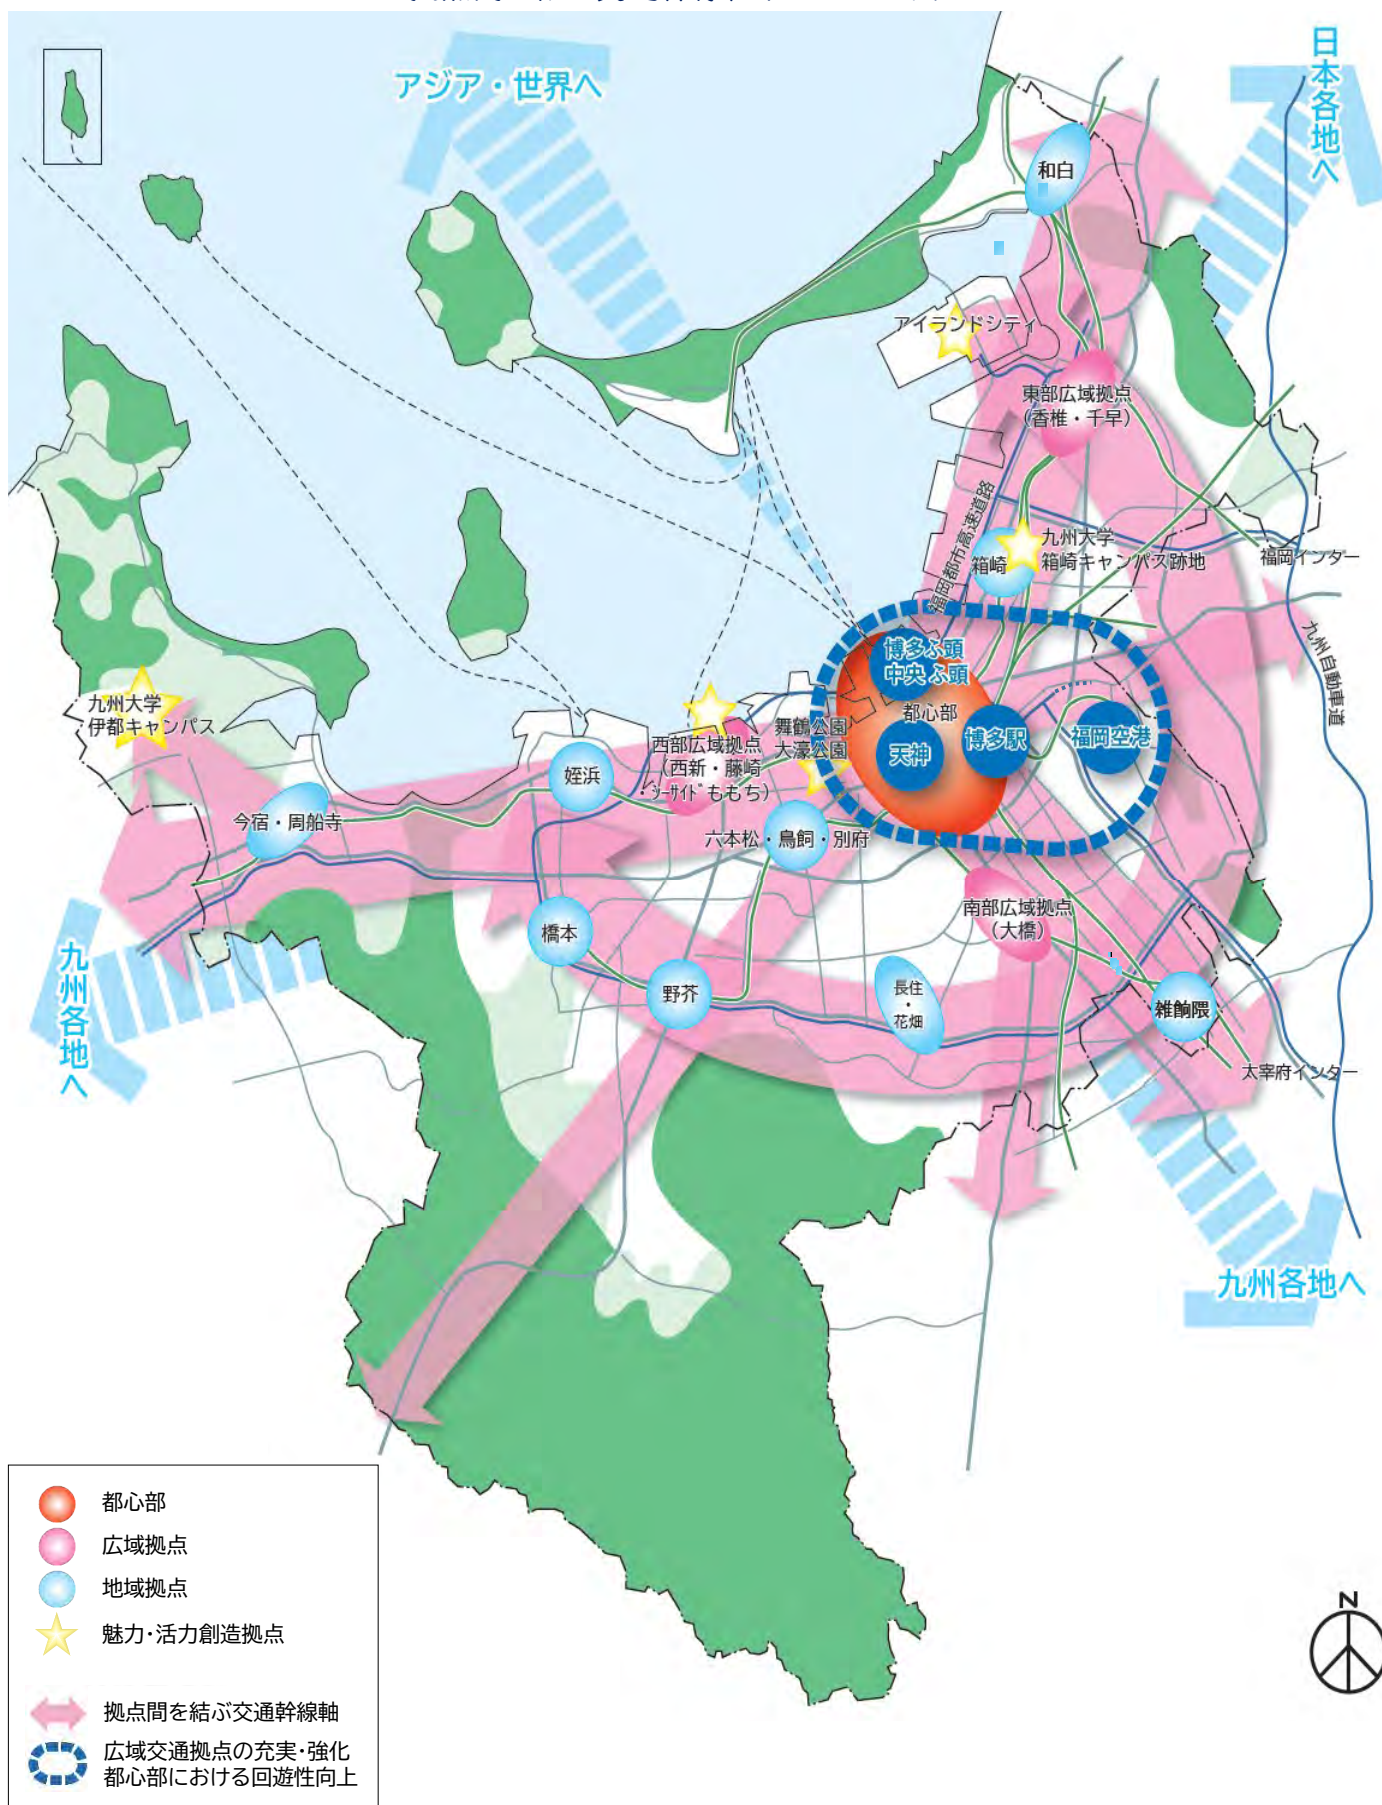 アジア・世界へ
日本各地へ
和白
アイランドシティ
東部広域拠点
（香椎・千早）
福岡都市高速道路
九州大学
箱崎キャンパス跡地
箱崎
福岡インター
九州自動車道
博多ふ頭
中央ふ頭
都心部
天神
博多駅
福岡空港
舞鶴公園
大濠公園
西部広域拠点
（西新・藤崎
・シーサイドももち）
九州大学
伊都キャンパス
姪浜
今宿・周船寺
六本松・鳥飼・別府
南部広域拠点
（大橋）
橋本
野芥
長住
・
花畑
雑餉隈
太宰府インター
九州各地へ
九州各地へ
都心部
広域拠点
地域拠点
魅力・活力創造拠点
拠点間を結ぶ交通幹線軸
広域交通拠点の充実・強化
都心部における回遊性向上
N